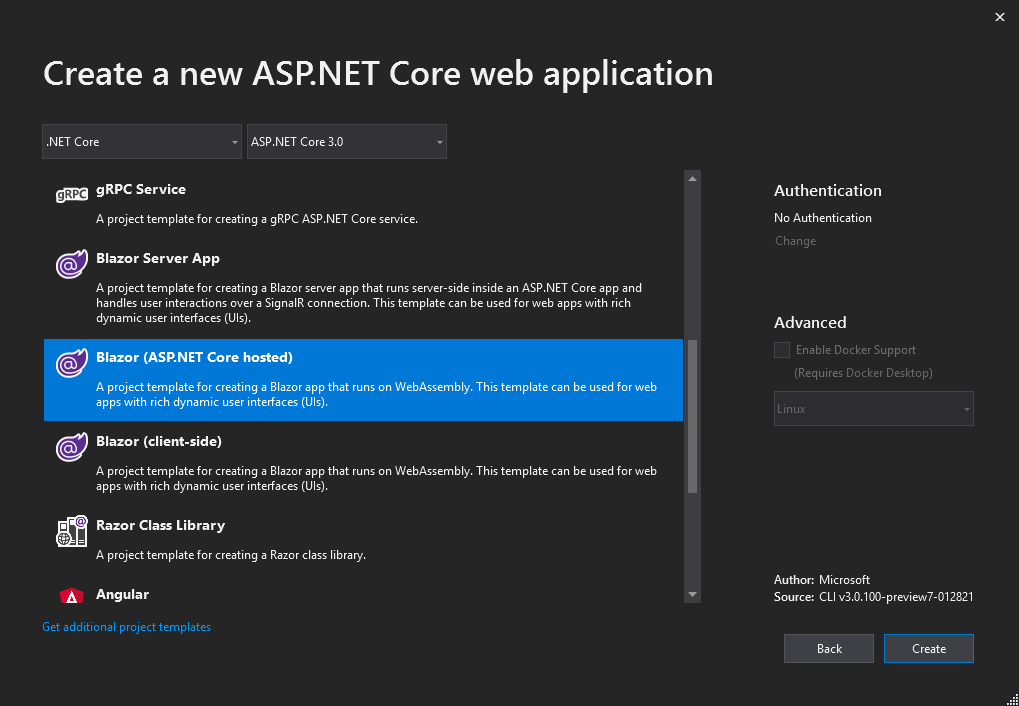 Create a new ASP.NET Core web application
.NET Core
ASP.NET Core 3.0
gRPC
gRPC Service
A project template for creating a gRPC ASP.NET Core service.
@
Blazor Server App
A project template for creating a Blazor server app that runs server-side inside an ASP.NET Core app and
handles user interactions over a SignalR connection. This template can be used for web apps with rich
dynamic user interfaces (UIs).
@
Blazor (ASP.NET Core hosted)
A project template for creating a Blazor app that runs on WebAssembly. This template can be used for web
apps with rich dynamic user interfaces (UIs).
@
Blazor (client-side)
A project template for creating a Blazor app that runs on WebAssembly. This template can be used for web
apps with rich dynamic user interfaces (UIs).
@
Razor Class Library
A project template for creating a Razor class library.
A
Angular
Get additional project templates
Authentication
No Authentication
Change
Advanced
Enable Docker Support
(Requires Docker Desktop)
Linux
Author: Microsoft
Source: CLI v3.0.100-preview7-012821
Back
Create